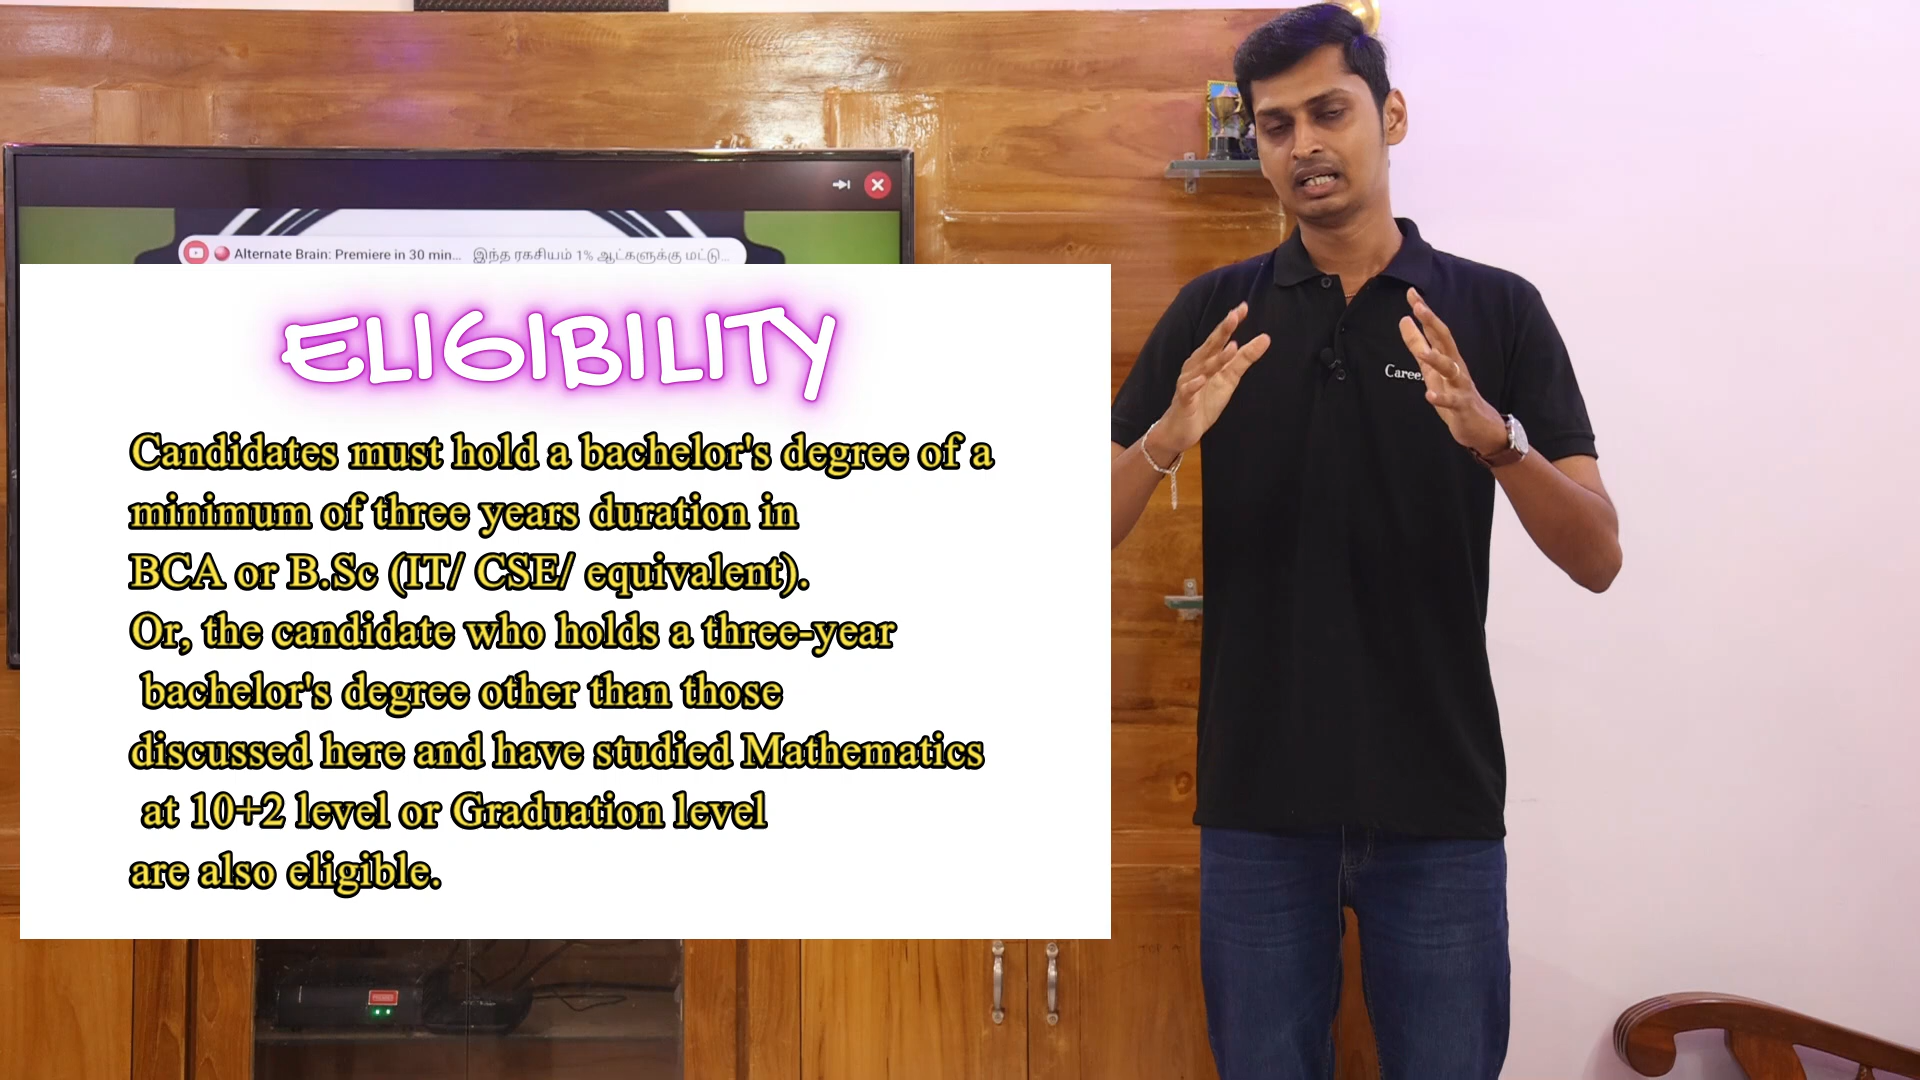 Alternate Brain: Premiere in 30 min... இந்த ரகசியம் 1% ஆட்களுக்கு மட்டு...
ELIGIBILITY
Candidates must hold a bachelor's degree of a
minimum of three years duration in
BCA or B.Sc (IT/ CSE/ equivalent).
Or, the candidate who holds a three-year
bachelor's degree other than those
discussed here and have studied Mathematics
at 10+2 level or Graduation level
are also eligible.
Career